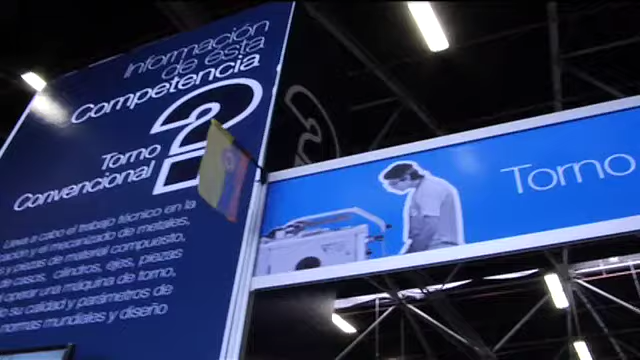 Información
de esta
Competencia
2
Torno
Convencional
Lleva a cabo el trabajo técnico en la
y el mecanizado de metales,
y piezas de material compuesto,
de casos, cilindros, ejes, piezas
operar una máquina de torno,
su calidad y parámetros de
normas mundiales y diseño
Torno